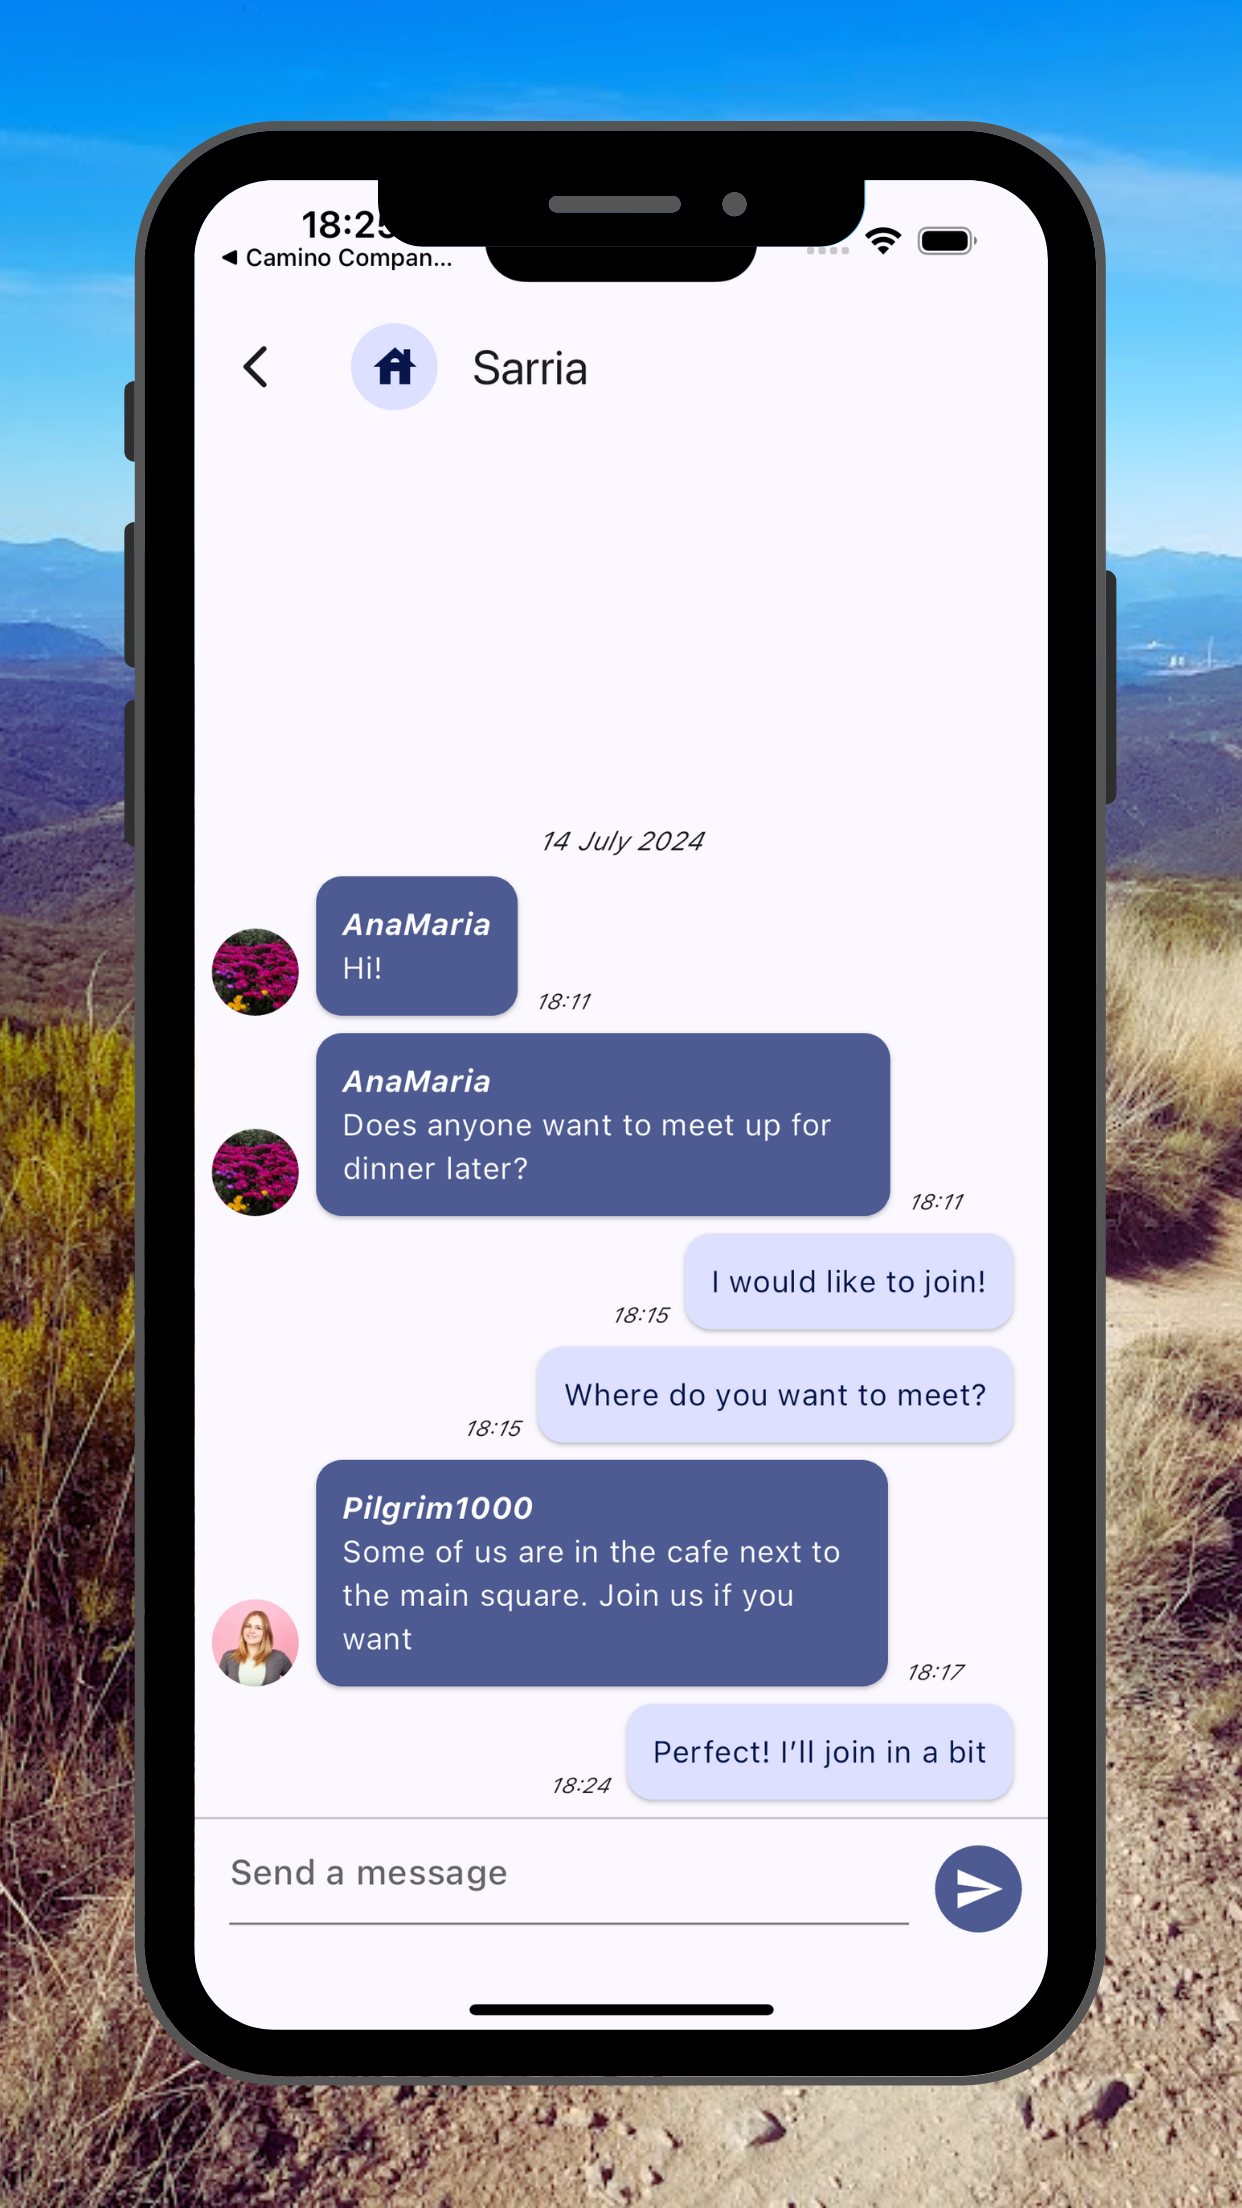 18:25
◀ Camino Compan...
Sarria
14 July 2024
AnaMaria
Hi!
18:11
AnaMaria
Does anyone want to meet up for
dinner later?
18:11
I would like to join!
18:15
Where do you want to meet?
18:15
Pilgrim1000
Some of us are in the cafe next to
the main square. Join us if you
want
18:17
Perfect! I’ll join in a bit
18:24
Send a message